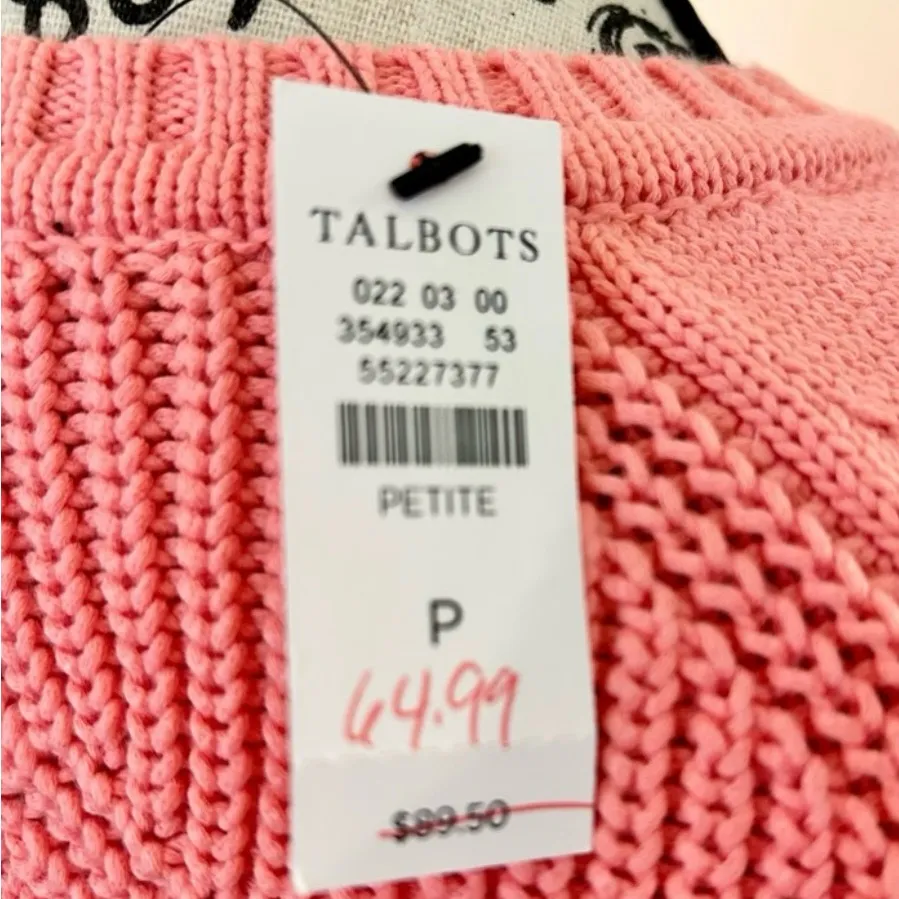 TALBOTS
022 03 00
354933 53
55227377
PETITE
P
64.99
$89.50